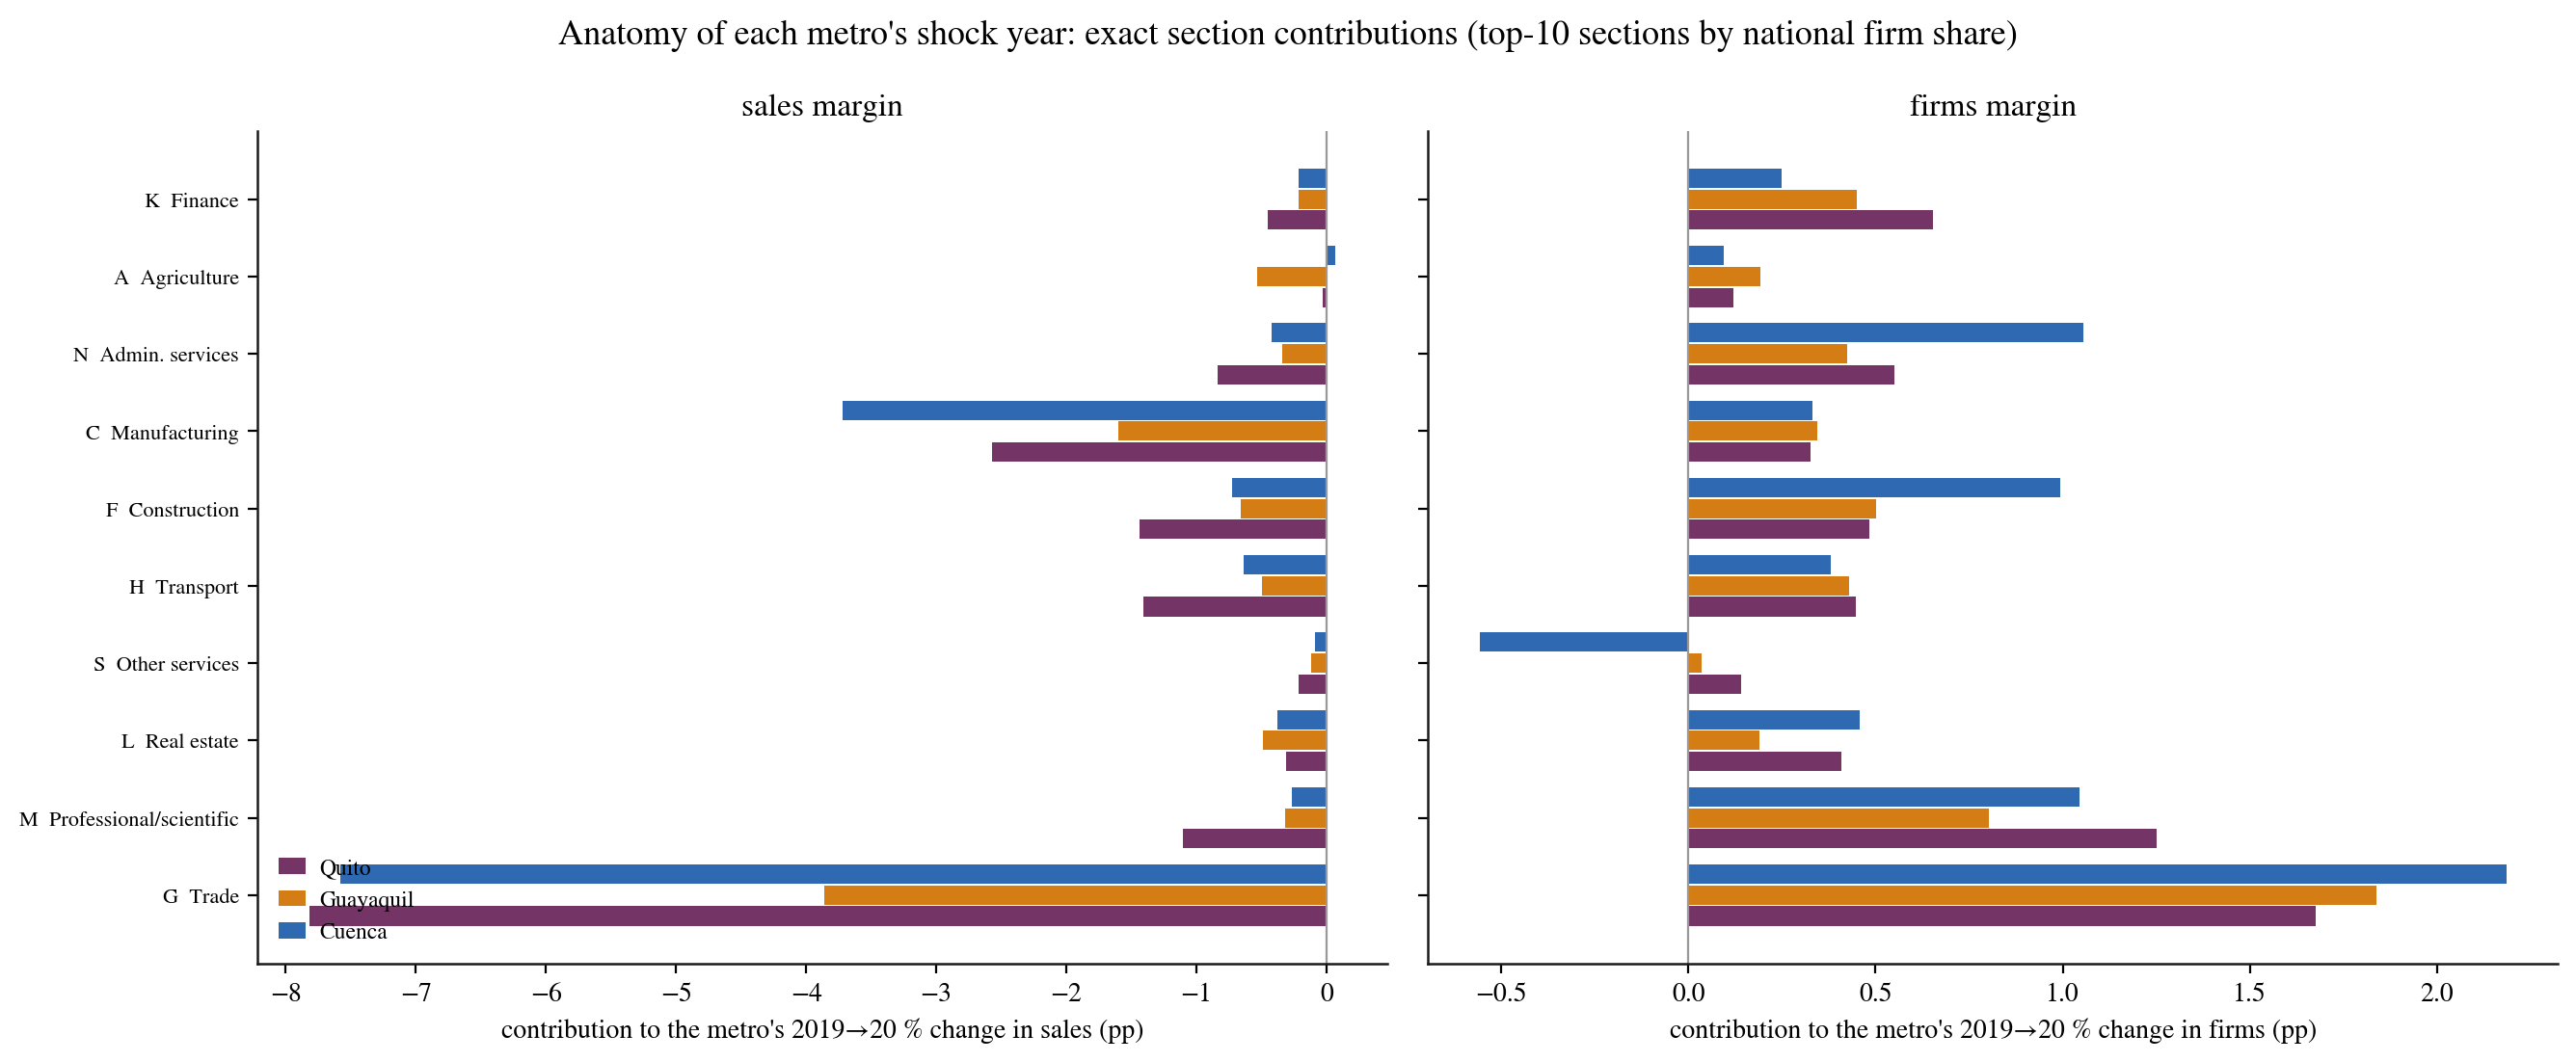 Anatomy of each metro's shock year: exact section contributions (top-10 sections by national firm share)
sales margin
firms margin
K  Finance
A  Agriculture
N  Admin. services
C  Manufacturing
F  Construction
H  Transport
S  Other services
L  Real estate
M  Professional/scientific
G  Trade
Quito
Guayaquil
Cuenca
−8 −7 −6 −5 −4 −3 −2 −1 0
−0.5 0.0 0.5 1.0 1.5 2.0
contribution to the metro's 2019→20 % change in sales (pp)
contribution to the metro's 2019→20 % change in firms (pp)